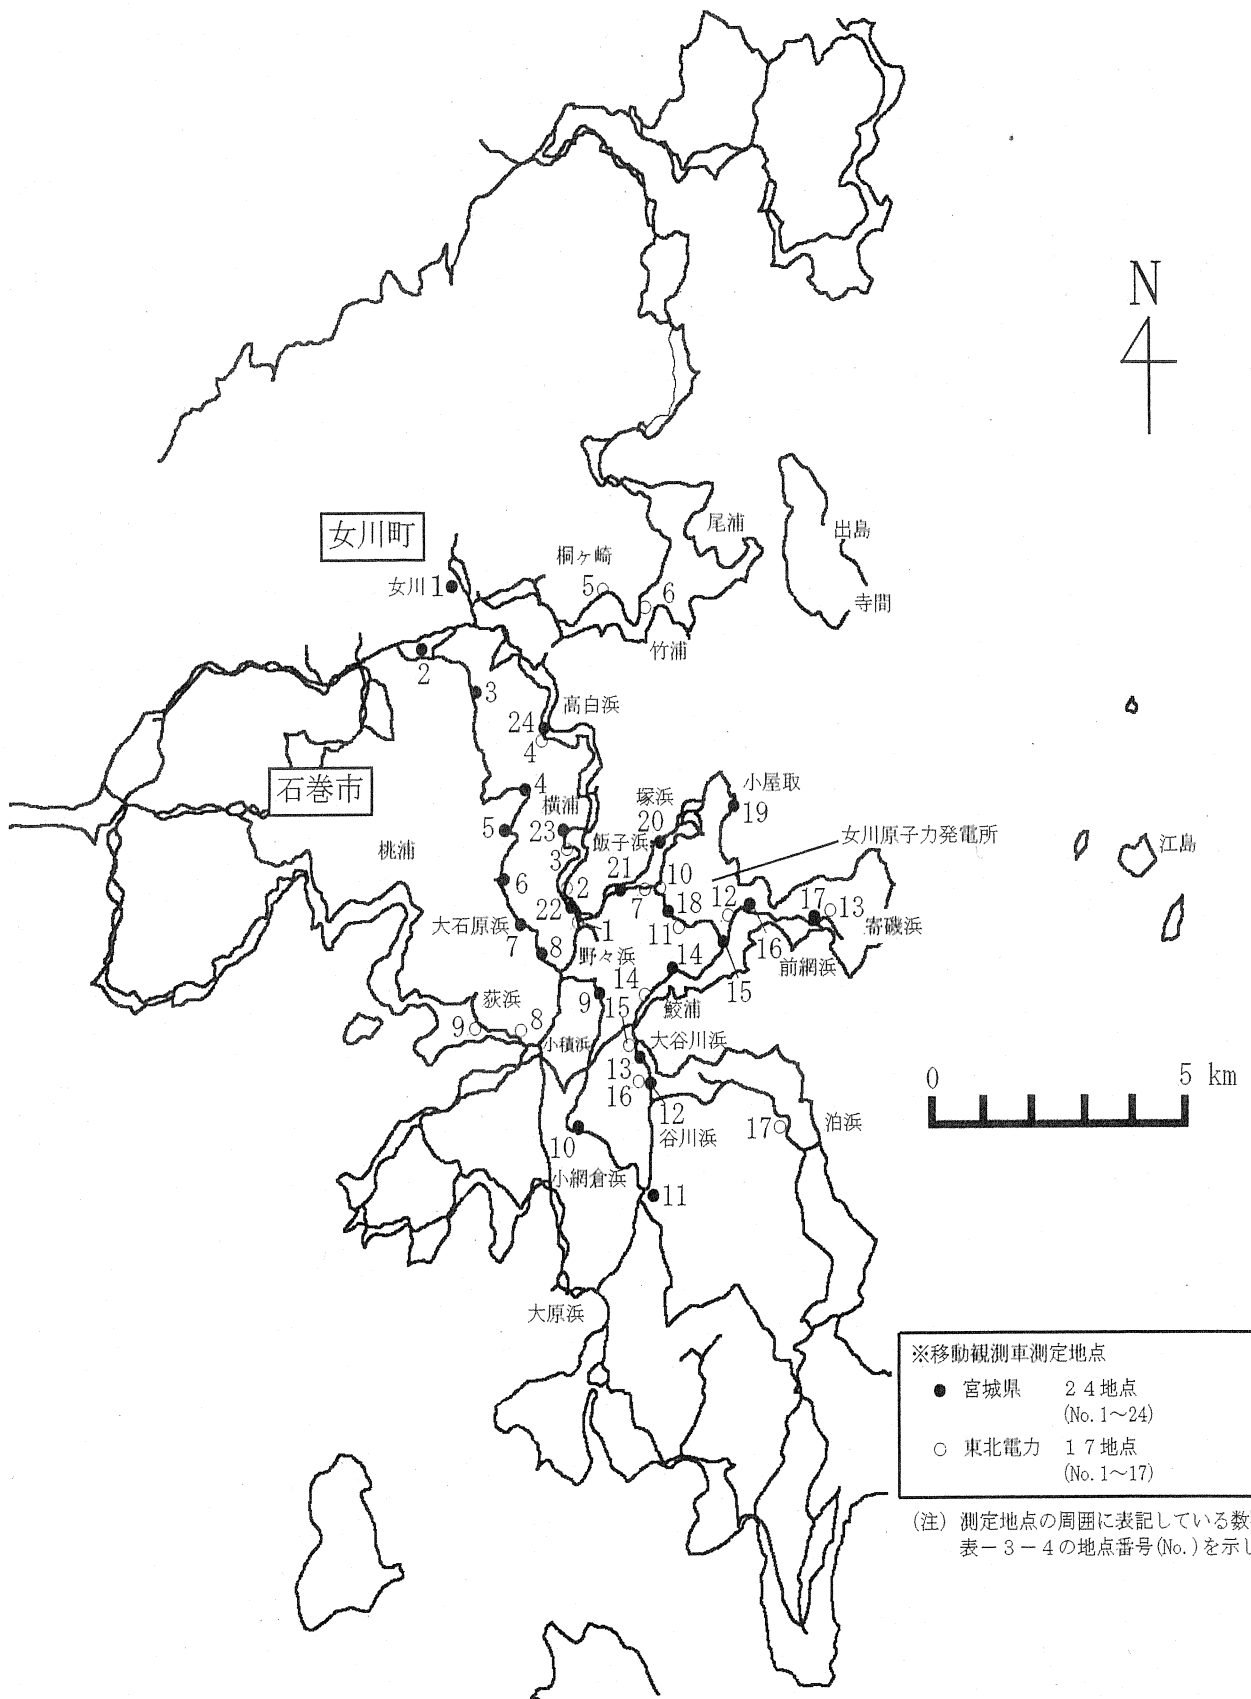 N
尾浦
出島
女川町
桐ヶ崎
女川 1
5
6
寺間
竹浦
2
3
高白浜
24
4
石巻市
4
横浦
塚浜
小屋取
19
5
23
20
飯子浜
女川原子力発電所
桃浦
3
江島
21
6
2
7
10
12
17
13
22
18
大石原浜
1
11
寄磯浜
7
8
野々浜
14
16
前網浜
15
9
14
荻浜
15
鮫浦
9
8
小積浜
大谷川浜
13
0
5 km
16
12
10
谷川浜
17
泊浜
小網倉浜
11
大原浜
※移動観測車測定地点
● 宮城県 24地点
(No. 1～24)
○ 東北電力 17地点
(No. 1～17)
(注) 測定地点の周囲に表記している数
表－3－4の地点番号(No.)を示し